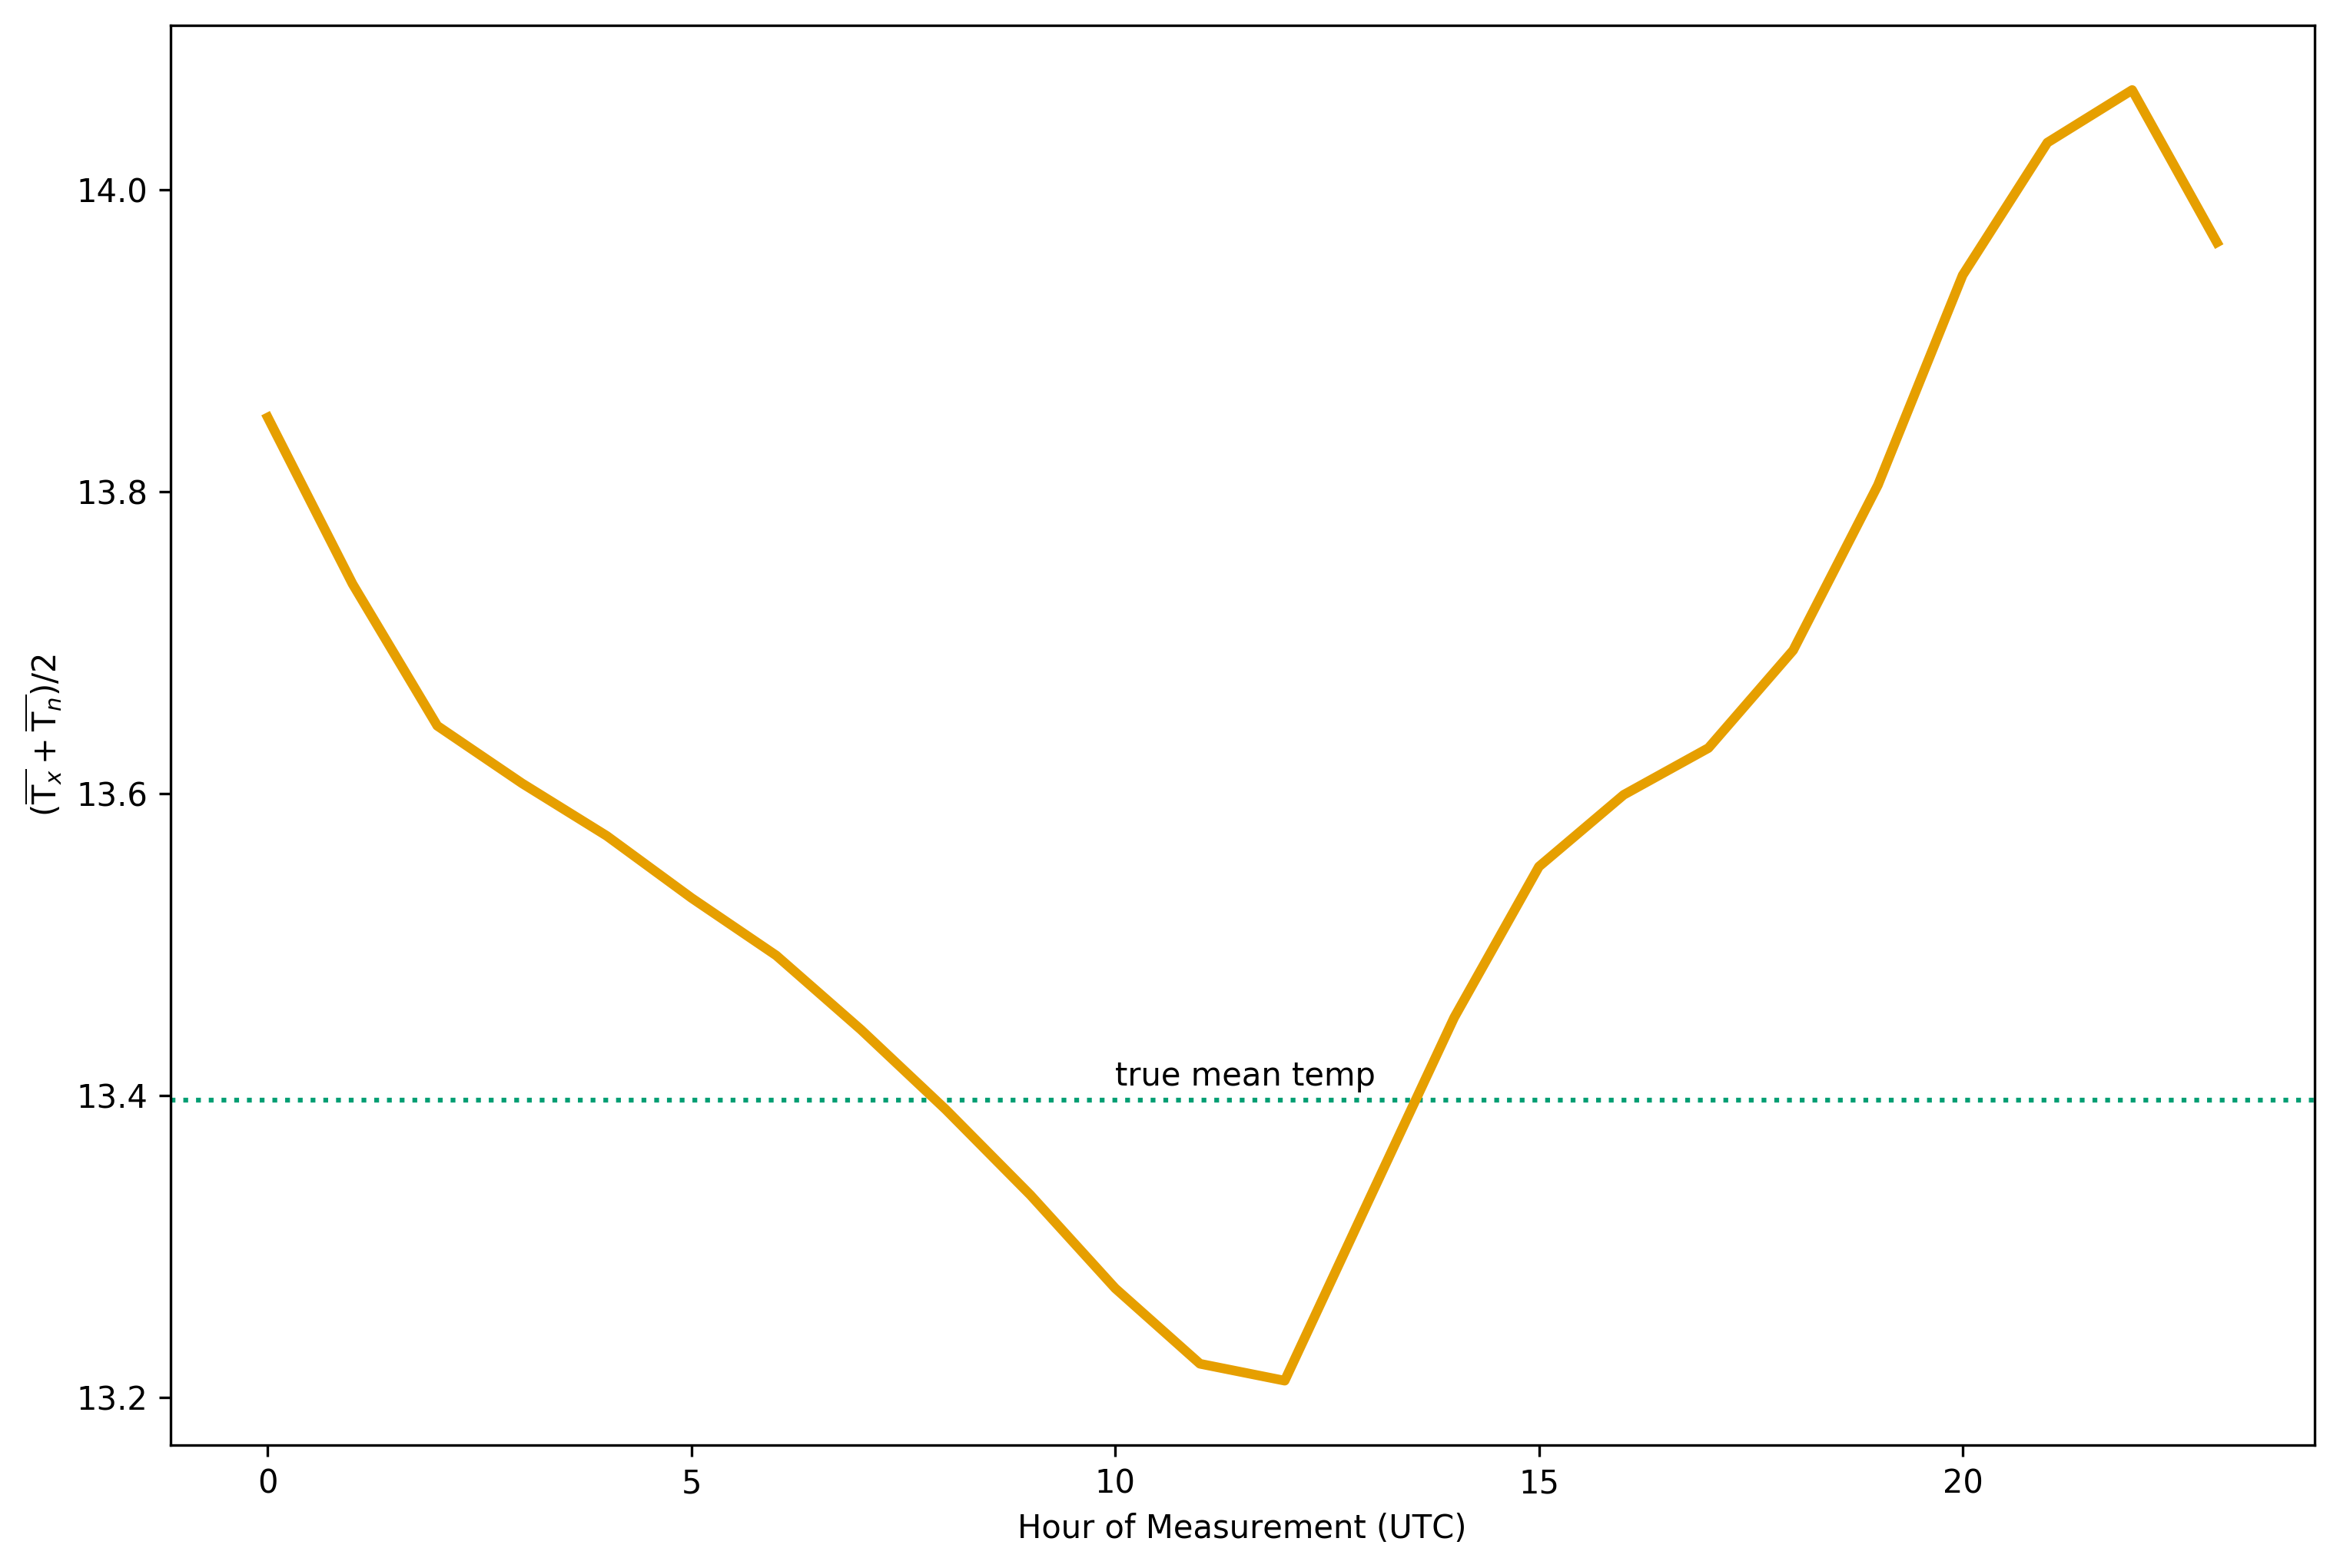 14.0
13.8
13.6
13.4
13.2
(T̅ₓ + T̅ₙ)/2
true mean temp
0 5 10 15 20
Hour of Measurement (UTC)